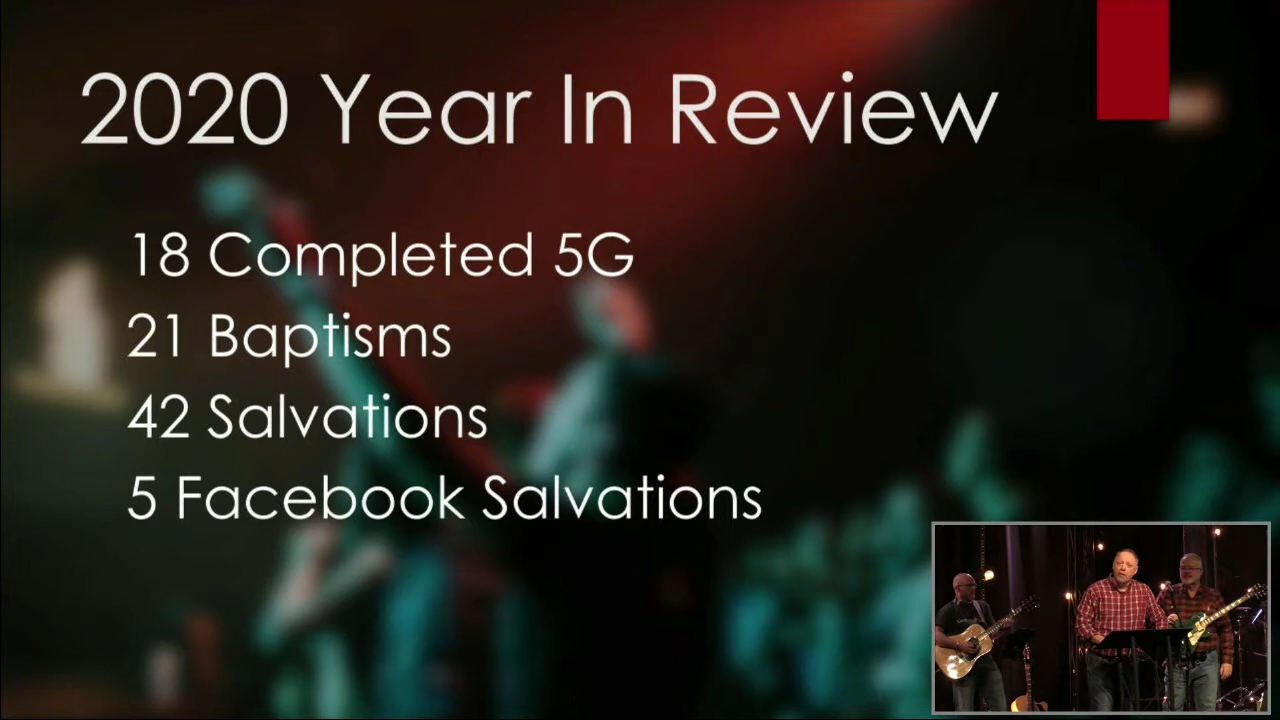 2020 Year In Review
18 Completed 5G
21 Baptisms
42 Salvations
5 Facebook Salvations